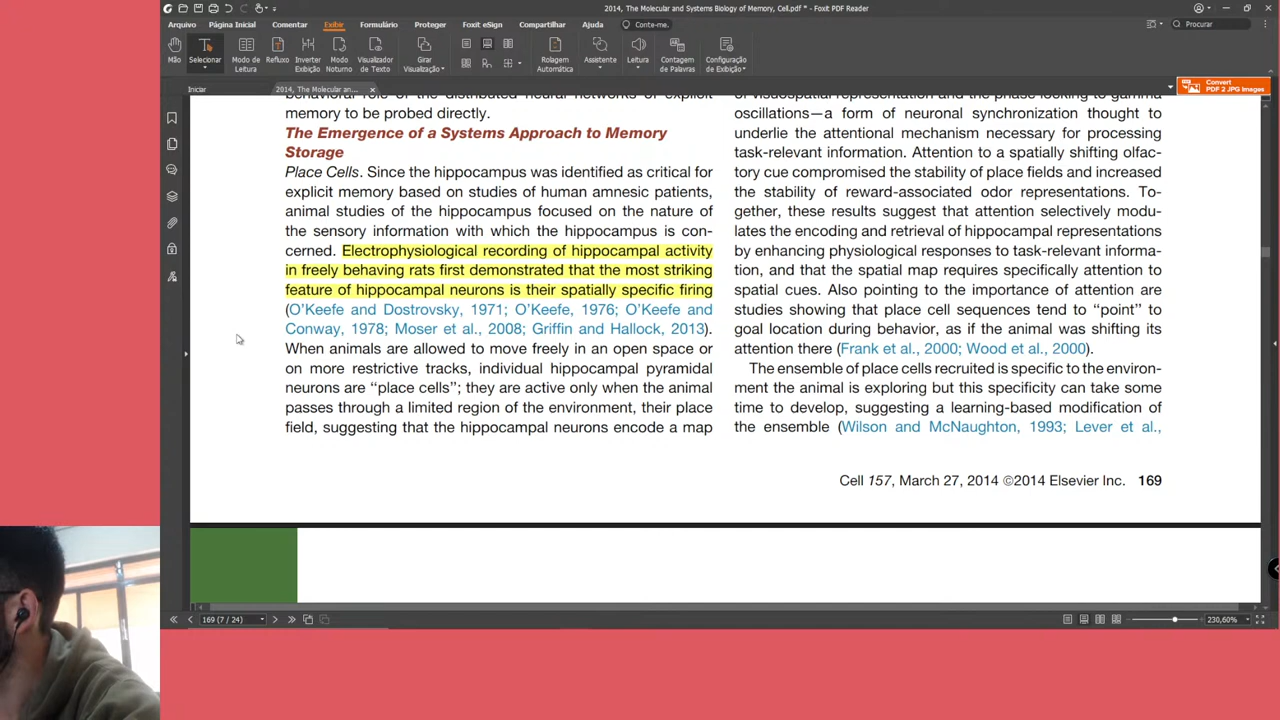 2014, The Molecular and Systems Biology of Memory, Cell.pdf * - Foxit PDF Reader
Arquivo Página Inicial Comentar Exibir Formulário Proteger Foxit eSign Compartilhar Ajuda Conte-me. Procurar
Mão Selecionar Modo de Leitura Refluxo Inverter Exibição Modo Noturno Visualizador de Texto Girar Visualização Rolagem Automática Assistente Leitura Contagem de Palavras Configuração de Exibição
Iniciar 2014, The Molecular an...
Convert
PDF 2 JPG Images
memory to be probed directly.
The Emergence of a Systems Approach to Memory
Storage
Place Cells. Since the hippocampus was identified as critical for
explicit memory based on studies of human amnesic patients,
animal studies of the hippocampus focused on the nature of
the sensory information with which the hippocampus is con-
cerned. Electrophysiological recording of hippocampal activity
in freely behaving rats first demonstrated that the most striking
feature of hippocampal neurons is their spatially specific firing
(O'Keefe and Dostrovsky, 1971; O'Keefe, 1976; O'Keefe and
Conway, 1978; Moser et al., 2008; Griffin and Hallock, 2013).
When animals are allowed to move freely in an open space or
on more restrictive tracks, individual hippocampal pyramidal
neurons are ‘‘place cells’’; they are active only when the animal
passes through a limited region of the environment, their place
field, suggesting that the hippocampal neurons encode a map
oscillations—a form of neuronal synchronization thought to
underlie the attentional mechanism necessary for processing
task-relevant information. Attention to a spatially shifting olfac-
tory cue compromised the stability of place fields and increased
the stability of reward-associated odor representations. To-
gether, these results suggest that attention selectively modu-
lates the encoding and retrieval of hippocampal representations
by enhancing physiological responses to task-relevant informa-
tion, and that the spatial map requires specifically attention to
spatial cues. Also pointing to the importance of attention are
studies showing that place cell sequences tend to ‘‘point’’ to
goal location during behavior, as if the animal was shifting its
attention there (Frank et al., 2000; Wood et al., 2000).
The ensemble of place cells recruited is specific to the environ-
ment the animal is exploring but this specificity can take some
time to develop, suggesting a learning-based modification of
the ensemble (Wilson and McNaughton, 1993; Lever et al.,
Cell 157, March 27, 2014 ©2014 Elsevier Inc. 169
169 (7 / 24) 230,60%